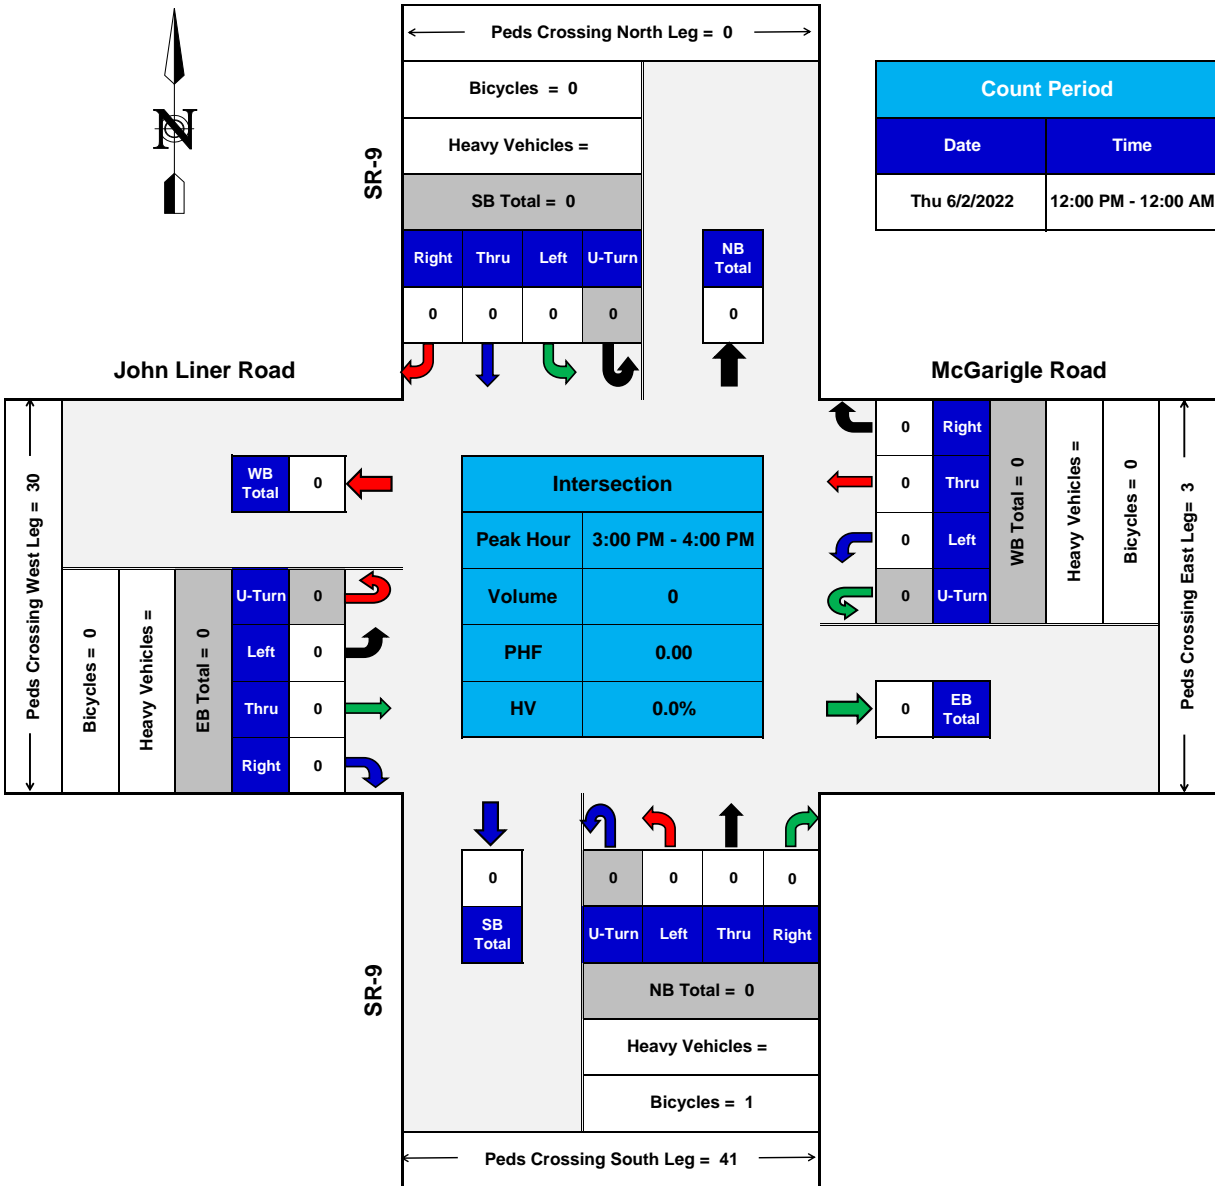 Peds Crossing North Leg = 0
N
Bicycles = 0
Heavy Vehicles =
SB Total = 0
SR-9
Right Thru Left U-Turn
0 0 0 0
NB
Total
0
Count Period
Date Time
Thu 6/2/2022 12:00 PM - 12:00 AM
John Liner Road
McGarigle Road
Peds Crossing West Leg = 30
WB
Total
0
Bicycles = 0
Heavy Vehicles =
EB Total = 0
U-Turn 0
Left 0
Thru 0
Right 0
Intersection
Peak Hour 3:00 PM - 4:00 PM
Volume 0
PHF 0.00
HV 0.0%
0 Right
0 Thru
0 Left
0 U-Turn
WB Total = 0
Heavy Vehicles =
Bicycles = 0
Peds Crossing East Leg= 3
0
EB
Total
0
SB
Total
0 0 0 0
U-Turn Left Thru Right
SR-9
NB Total = 0
Heavy Vehicles =
Bicycles = 1
Peds Crossing South Leg = 41